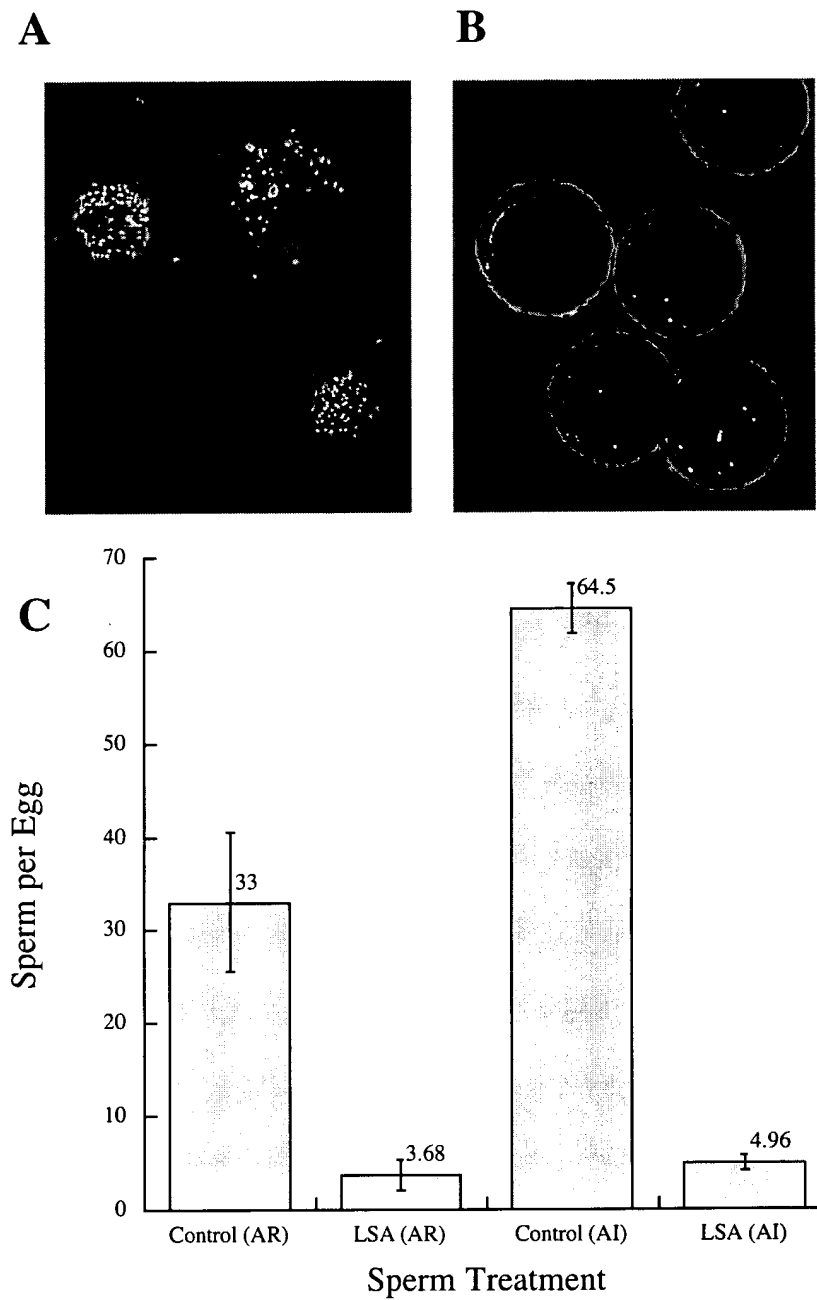 A
B
C
70
60
50
40
30
20
10
0
Sperm per Egg
33
3.68
64.5
4.96
Control (AR)
LSA (AR)
Control (AI)
LSA (AI)
Sperm Treatment